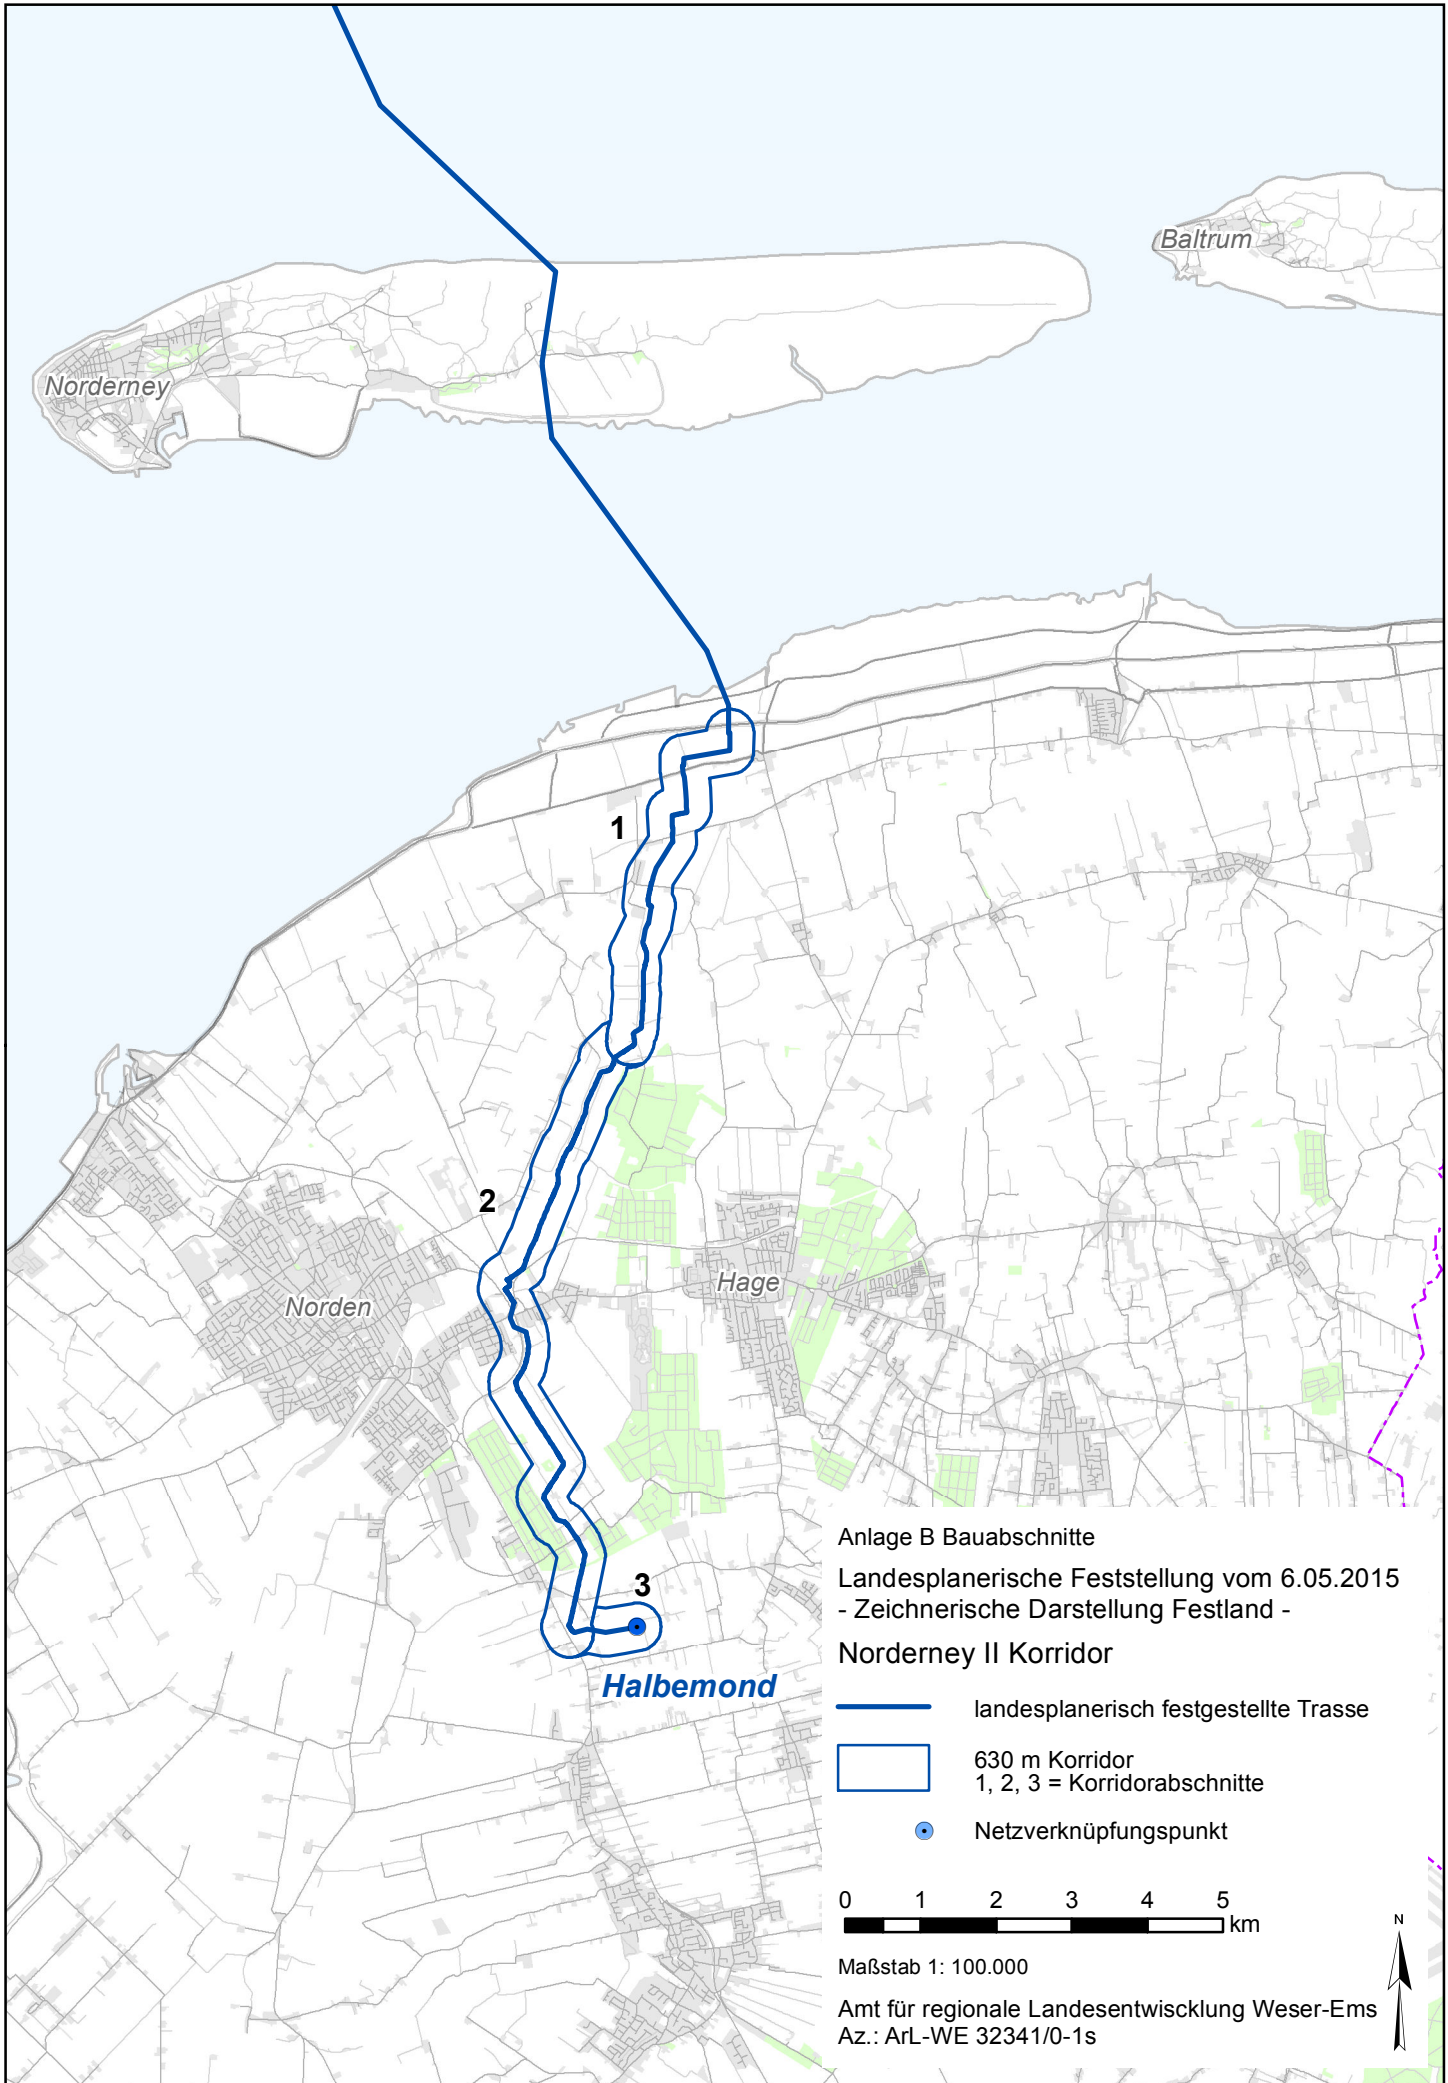 Baltrum
Norderney
1
2
Hage
Norden
3
Halbemond
Anlage B Bauabschnitte
Landesplanerische Feststellung vom 6.05.2015
- Zeichnerische Darstellung Festland -
Norderney II Korridor
landesplanerisch festgestellte Trasse
630 m Korridor
1, 2, 3 = Korridorabschnitte
Netzverknüpfungspunkt
0 1 2 3 4 5
km
N
Maßstab 1: 100.000
Amt für regionale Landesentwiscklung Weser-Ems
Az.: ArL-WE 32341/0-1s